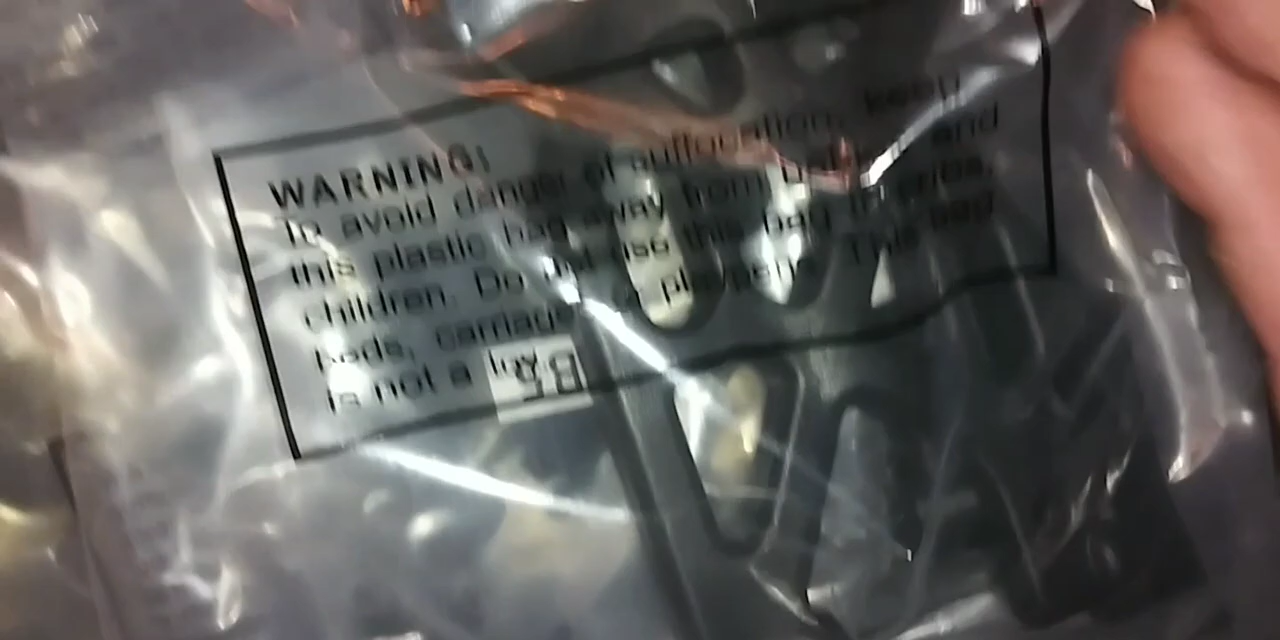 WARNING:
To avoid danger of suffocation, keep
this plastic bag away from babies and
children. Do not use this bag in cribs,
beds, carriages or playpens. This bag
is not a toy
B5